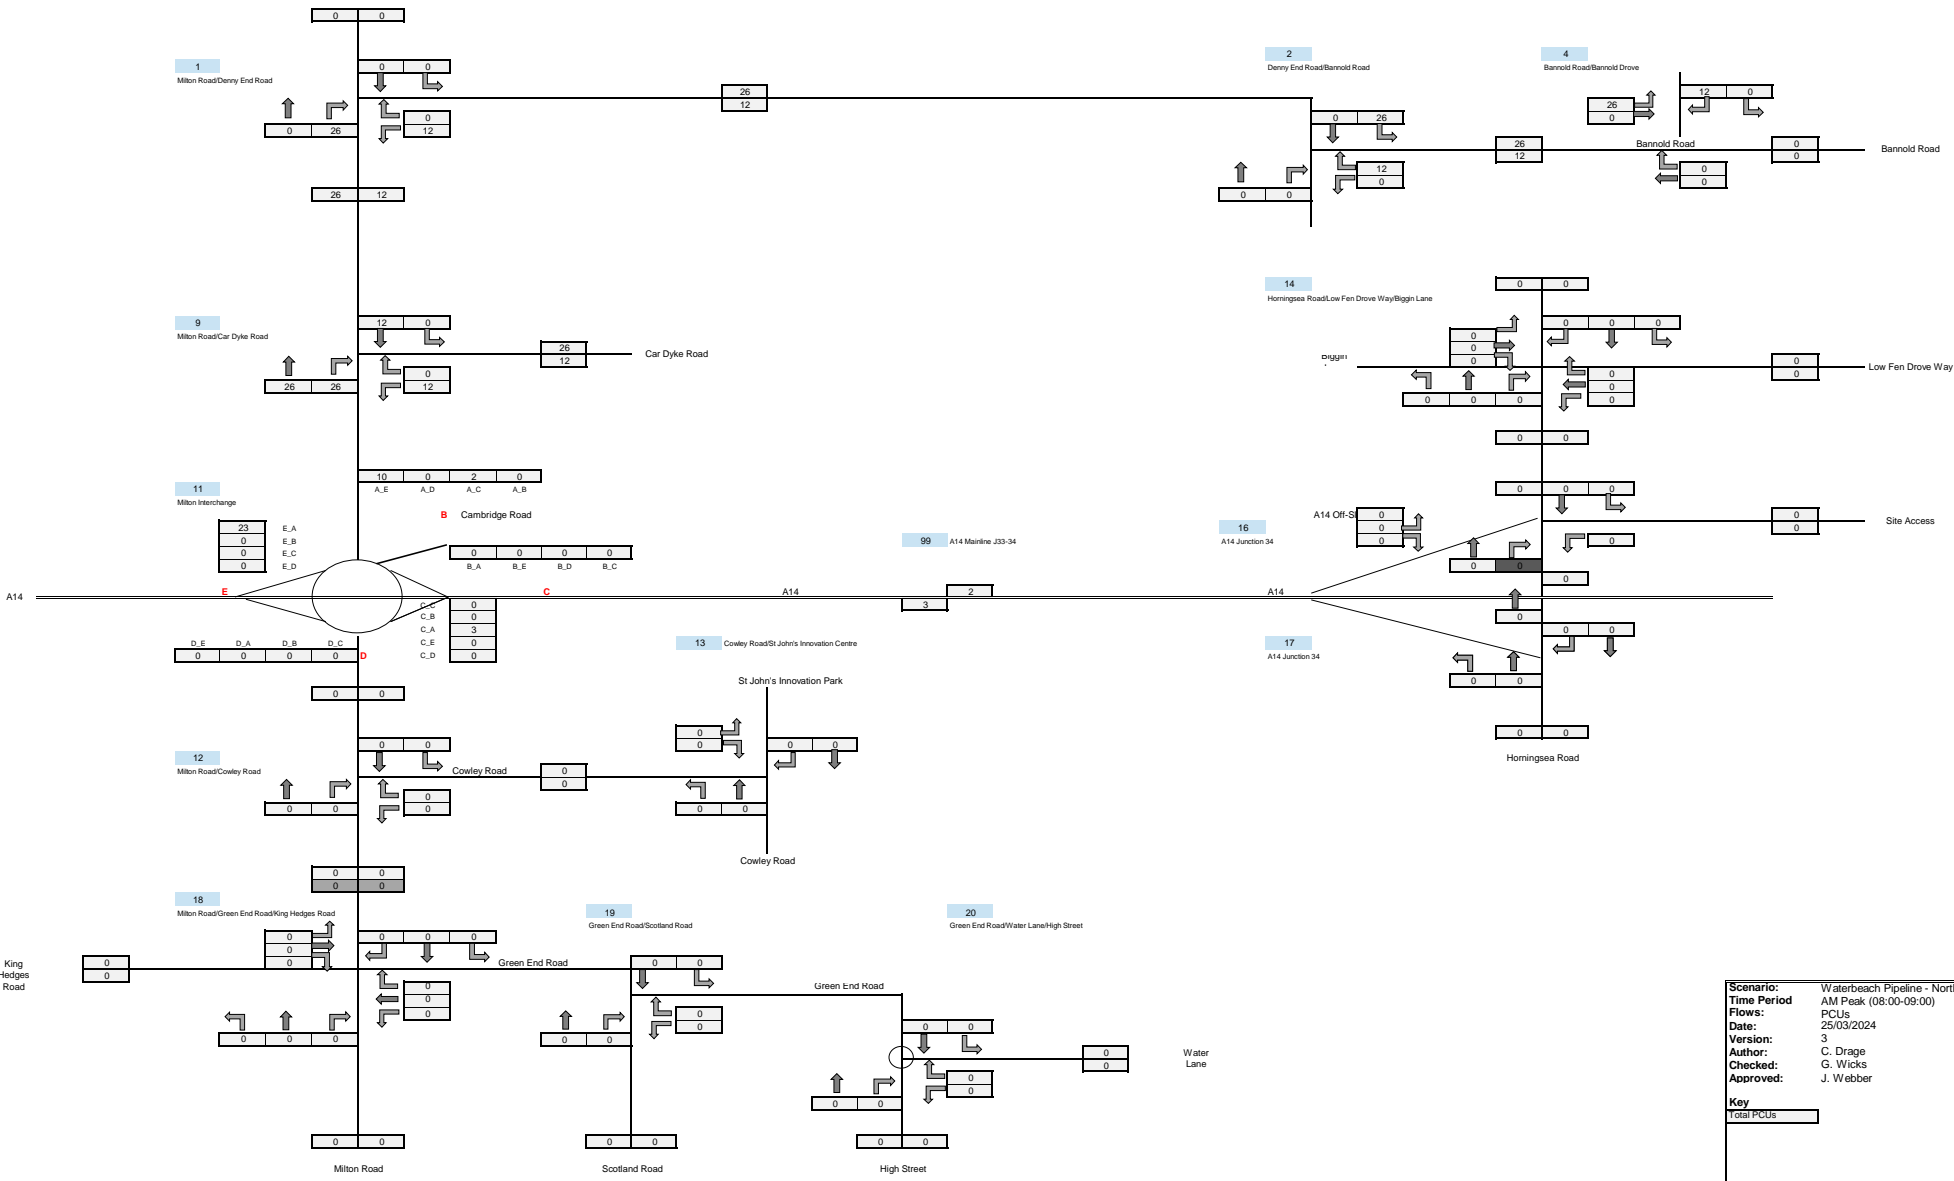 0 0
1
Milton Road/Denny End Road
0 0
0 26
0
12
26
12
2
Denny End Road/Bannold Road
4
Bannold Road/Bannold Drove
0 26
26
0
12 0
26
12
Bannold Road
0
0
Bannold Road
12
0
0
0
0 0
26 12
9
Milton Road/Car Dyke Road
12 0
26 26
0
12
26
12
Car Dyke Road
14
Horningsea Road/Low Fen Drove Way/Biggin Lane
0 0
0
0
0
0 0 0
Biggin
0 0 0
0
0
0
0
0
Low Fen Drove Way
0 0
11
Milton Interchange
10 0 2 0
A_E A_D A_C A_B
B Cambridge Road
23 E_A
0 E_B
0 E_C
0 E_D
0 0 0 0
B_A B_E B_D B_C
99 A14 Mainline J33-34
16
A14 Junction 34
0 0 0
A14 Off-Sl
0
0
0
0
0
Site Access
0
0 0
0
A14
E
C
A14
2
3
A14
C_C 0
C_B 0
C_A 3
C_E 0
C_D 0
D_E D_A D_B D_C
0 0 0 0
D
13 Cowley Road/St John's Innovation Centre
17
A14 Junction 34
0
0 0
0 0
0 0
Horningsea Road
0 0
St John's Innovation Park
0
0
0 0
0 0
Cowley Road
12
Milton Road/Cowley Road
0 0
0 0
0
0
Cowley Road
0
0
0 0
0 0
18
Milton Road/Green End Road/King Hedges Road
0
0
0
0 0 0
King
Hedges
Road
0
0
0 0 0
0
0
0
Green End Road
19
Green End Road/Scotland Road
0 0
0 0
0
0
Green End Road
20
Green End Road/Water Lane/High Street
0 0
0 0
0
0
0
0
Water
Lane
0 0
Milton Road
0 0
Scotland Road
0 0
High Street
Scenario: Waterbeach Pipeline - North
Time Period AM Peak (08:00-09:00)
Flows: PCUs
Date: 25/03/2024
Version: 3
Author: C. Drage
Checked: G. Wicks
Approved: J. Webber
Key
Total PCUs